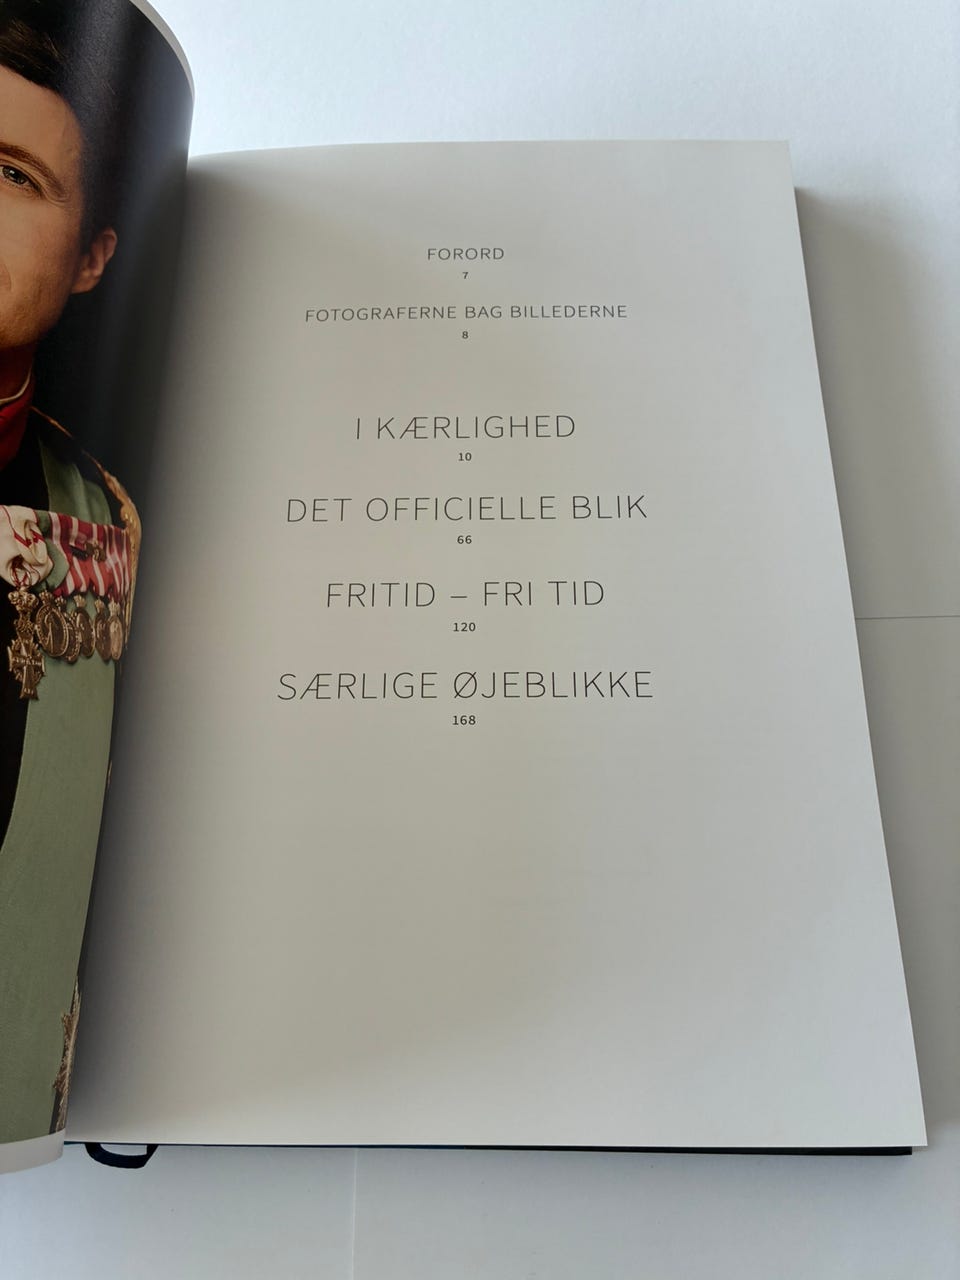 FORORD
7
FOTOGRAFERNE BAG BILLEDERNE
8
I KÆRLIGHED
10
DET OFFICIELLE BLIK
66
FRITID – FRI TID
120
SÆRLIGE ØJEBLIKKE
168